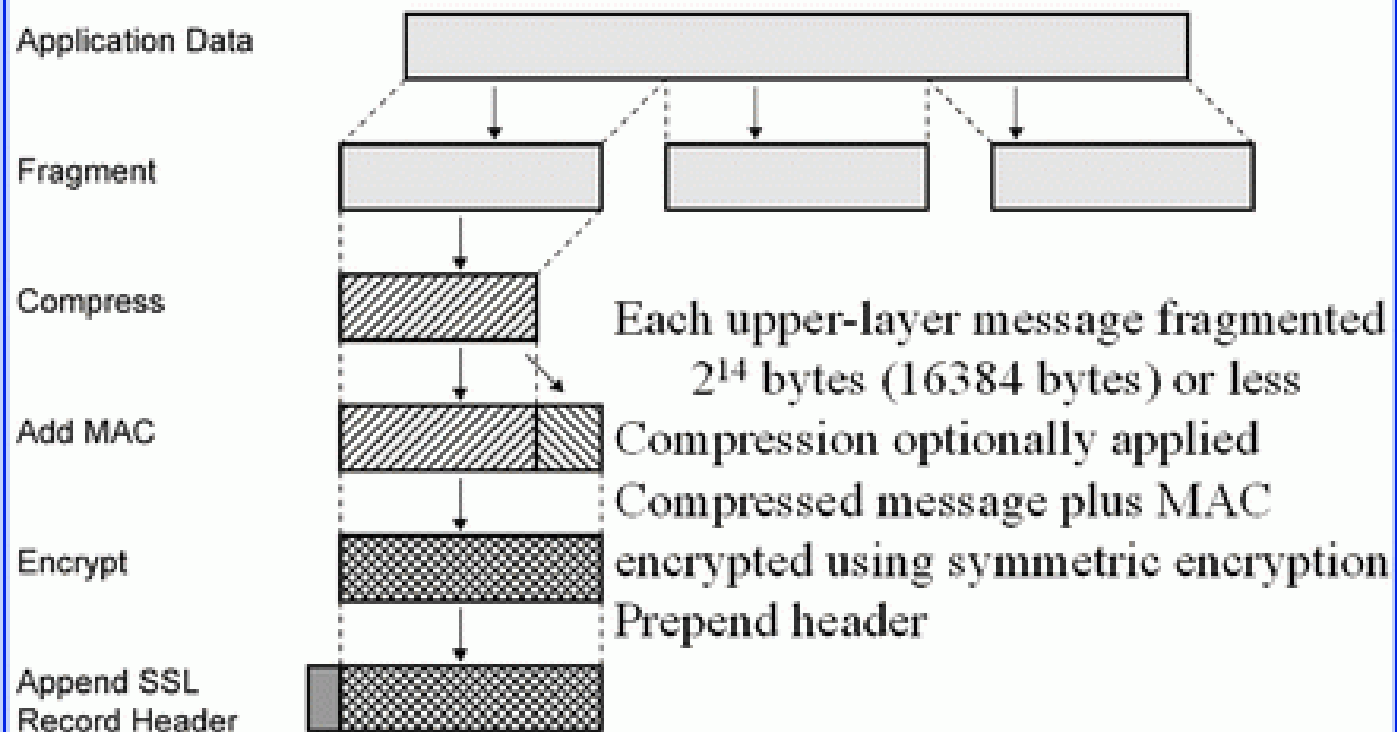 Application Data
Fragment
Compress
Each upper-layer message fragmented
2¹⁴ bytes (16384 bytes) or less
Add MAC
Compression optionally applied
Compressed message plus MAC
Encrypt
encrypted using symmetric encryption
Prepend header
Append SSL
Record Header